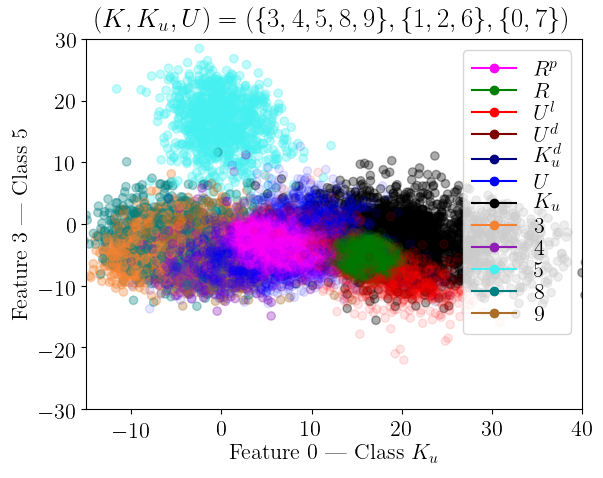 (K, K_u, U) = ({3, 4, 5, 8, 9}, {1, 2, 6}, {0, 7})
30
20
10
0
−10
−20
−30
Feature 3 — Class 5
R^p
R
U^l
U^d
K_u^d
U
K_u
3
4
5
8
9
−10 0 10 20 30 40
Feature 0 — Class K_u